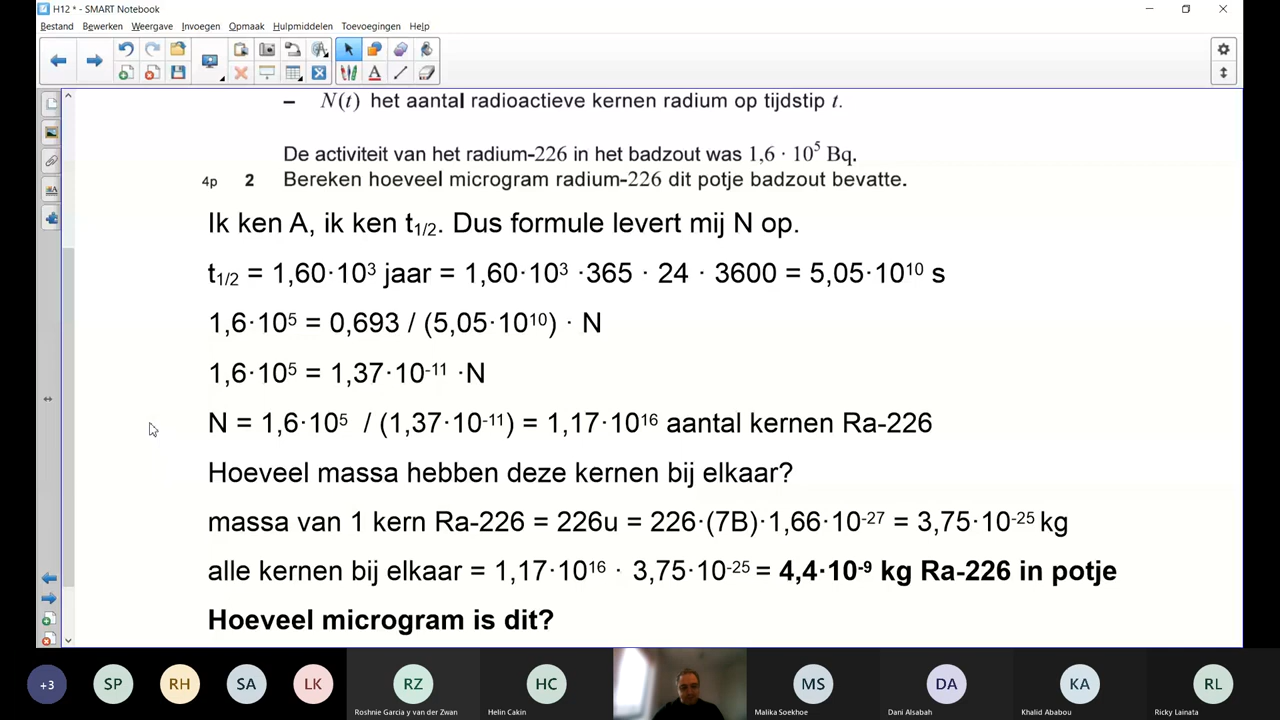 H12 * - SMART Notebook
Bestand Bewerken Weergave Invoegen Opmaak Hulpmiddelen Toevoegingen Help
– N(t) het aantal radioactieve kernen radium op tijdstip t.
De activiteit van het radium-226 in het badzout was 1,6 · 10⁵ Bq.
4p 2 Bereken hoeveel microgram radium-226 dit potje badzout bevatte.
Ik ken A, ik ken t1/2. Dus formule levert mij N op.
t1/2 = 1,60·10³ jaar = 1,60·10³ ·365 · 24 · 3600 = 5,05·10¹⁰ s
1,6·10⁵ = 0,693 / (5,05·10¹⁰) · N
1,6·10⁵ = 1,37·10⁻¹¹ ·N
N = 1,6·10⁵ / (1,37·10⁻¹¹) = 1,17·10¹⁶ aantal kernen Ra-226
Hoeveel massa hebben deze kernen bij elkaar?
massa van 1 kern Ra-226 = 226u = 226·(7B)·1,66·10⁻²⁷ = 3,75·10⁻²⁵ kg
alle kernen bij elkaar = 1,17·10¹⁶ · 3,75·10⁻²⁵ = 4,4·10⁻⁹ kg Ra-226 in potje
Hoeveel microgram is dit?
+3 SP RH SA LK RZ HC MS DA KA RL
Roshnie Garcia y van der Zwan Helin Cakin Malika Soekhoe Dani Alsabah Khalid Ababou Ricky Lainata